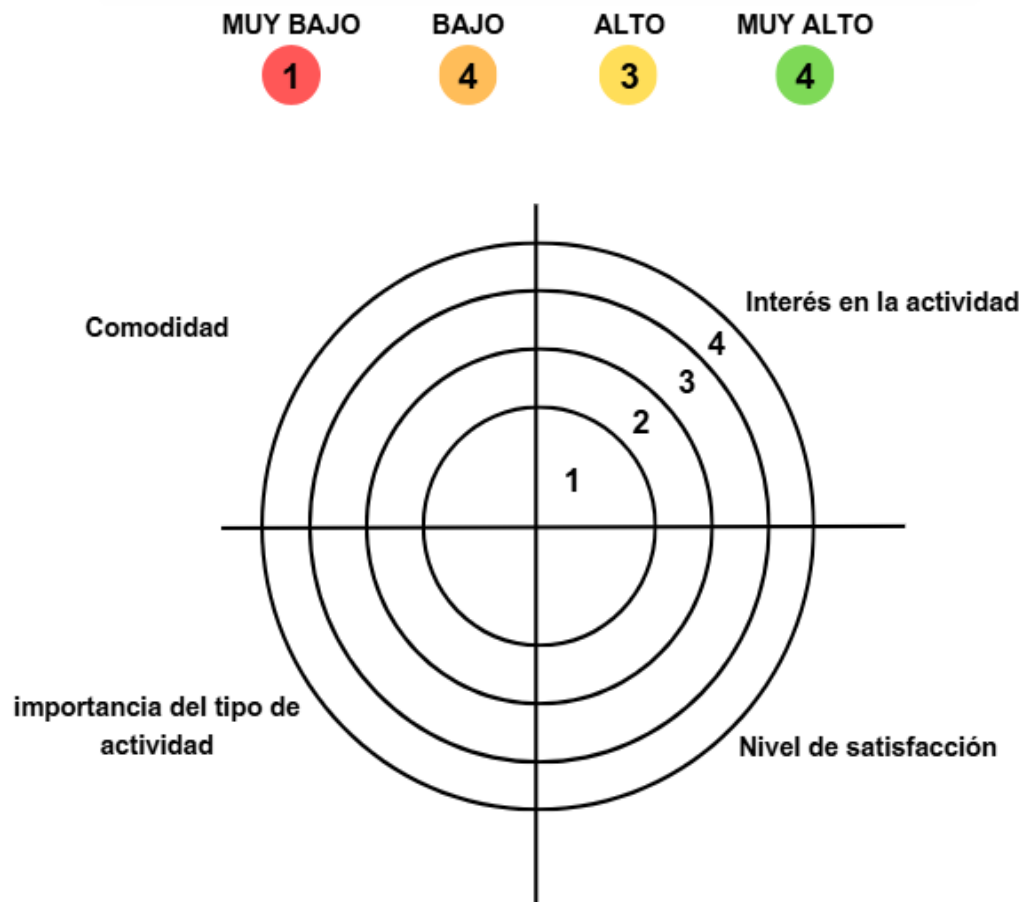 MUY BAJO BAJO ALTO MUY ALTO
1 4 3 4
Interés en la actividad
Comodidad
4
3
2
1
importancia del tipo de
actividad
Nivel de satisfacción